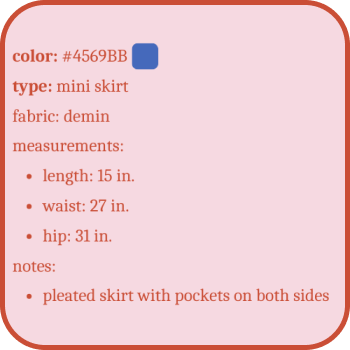 color: #4569BB
type: mini skirt
fabric: demin
measurements:
• length: 15 in.
• waist: 27 in.
• hip: 31 in.
notes:
• pleated skirt with pockets on both sides